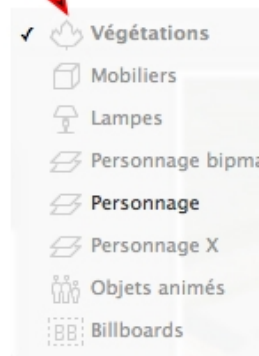 Végétations
Mobiliers
Lampes
Personnage bipma
Personnage
Personnage X
Objets animés
BB Billboards